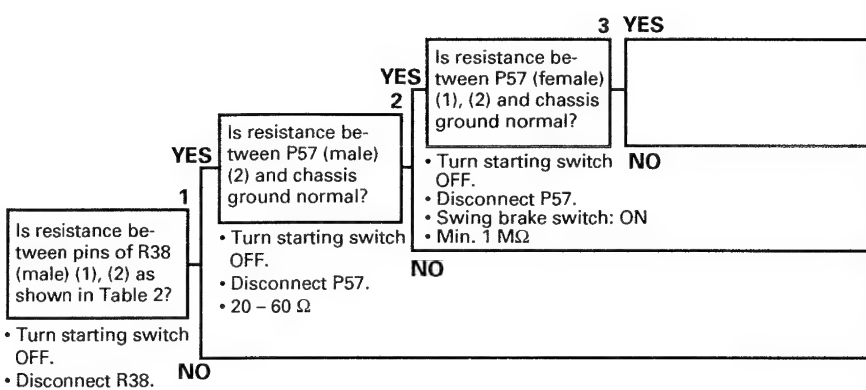 3 YES
Is resistance be-
tween P57 (female)
(1), (2) and chassis
ground normal?
YES
2
• Turn starting switch
OFF.
• Disconnect P57.
• Swing brake switch: ON
• Min. 1 MΩ
NO
Is resistance be-
tween P57 (male)
(2) and chassis
ground normal?
YES
1
• Turn starting switch
OFF.
• Disconnect P57.
• 20 – 60 Ω
NO
Is resistance be-
tween pins of R38
(male) (1), (2) as
shown in Table 2?
• Turn starting switch
OFF.
• Disconnect R38.
NO